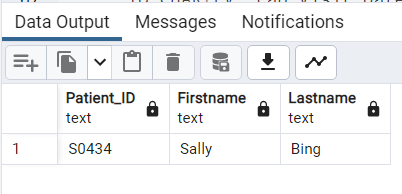 Data Output Messages Notifications
Patient_ID Firstname Lastname
text text text
1 S0434 Sally Bing